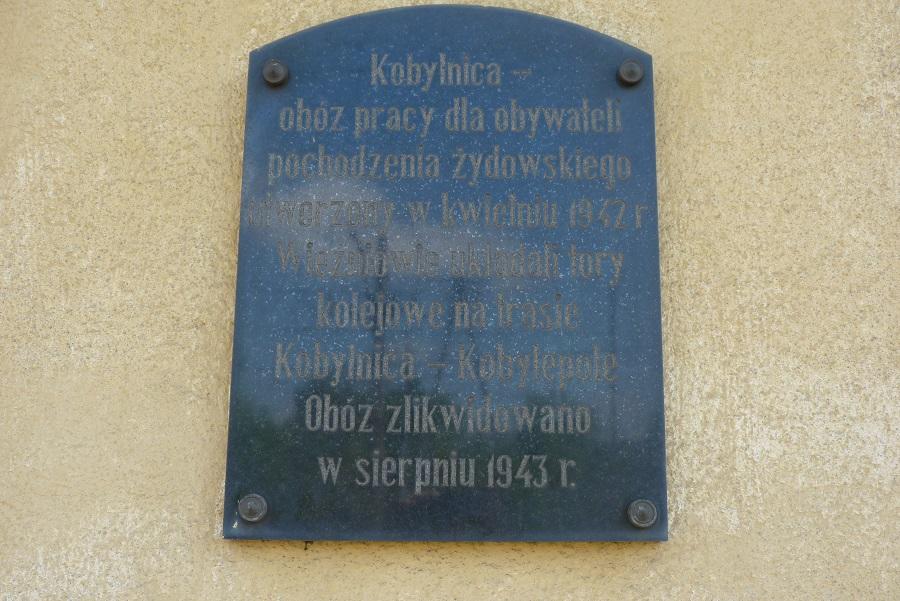 Kobylnica –
obóz pracy dla obywateli
pochodzenia żydowskiego
utworzony w kwietniu 1942 r
Więźniowie układali tory
kolejowe na trasie
Kobylnica – Kobylepole
Obóz zlikwidowano
w sierpniu 1943 r.